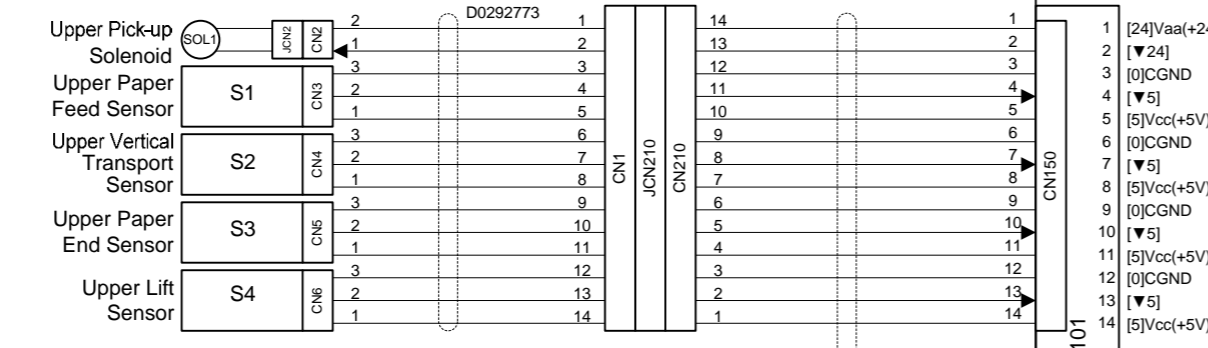 D0292773
Upper Pick-up
Solenoid
SOL1
JCN2
CN2
2
1
Upper Paper
Feed Sensor
S1
CN3
3
2
1
Upper Vertical
Transport
Sensor
S2
CN4
3
2
1
Upper Paper
End Sensor
S3
CN5
3
2
1
Upper Lift
Sensor
S4
CN6
3
2
1
1
2
3
4
5
6
7
8
9
10
11
12
13
14
CN1
JCN210
CN210
14
13
12
11
10
9
8
7
6
5
4
3
2
1
1
2
3
4
5
6
7
8
9
10
11
12
13
14
CN150
101
1 [24]Vaa(+24
2 [▼24]
3 [0]CGND
4 [▼5]
5 [5]Vcc(+5V)
6 [0]CGND
7 [▼5]
8 [5]Vcc(+5V)
9 [0]CGND
10 [▼5]
11 [5]Vcc(+5V)
12 [0]CGND
13 [▼5]
14 [5]Vcc(+5V)